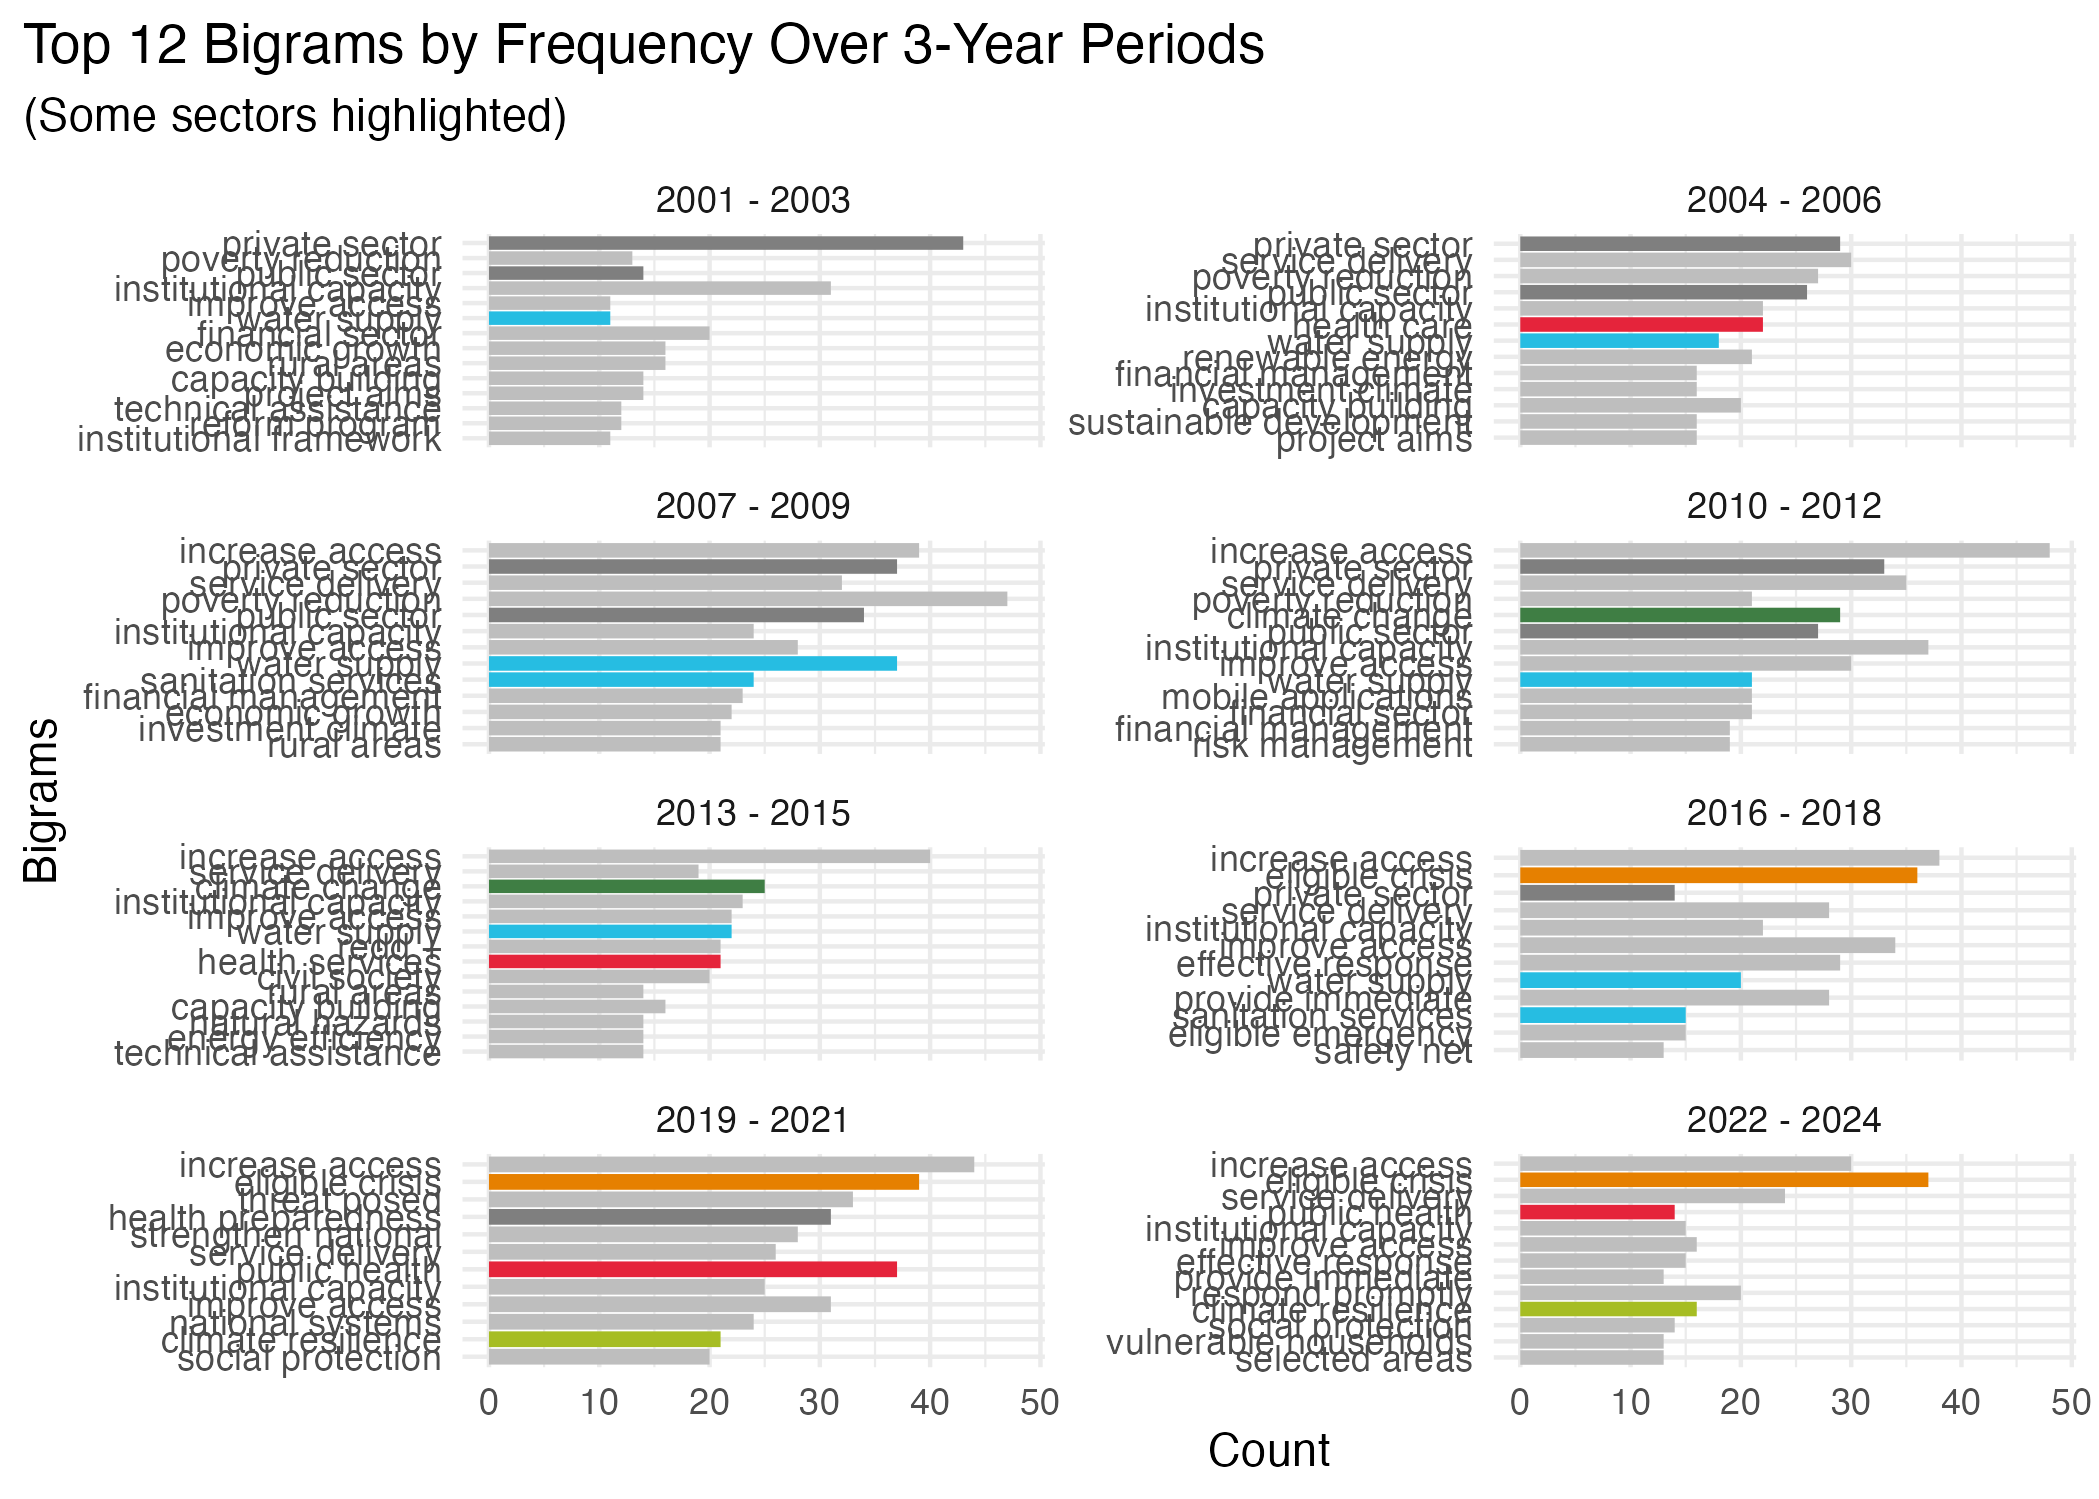 Top 12 Bigrams by Frequency Over 3-Year Periods
(Some sectors highlighted)
2001 - 2003
private sector
poverty reduction
public sector
institutional capacity
improve access
water supply
financial sector
economic growth
rural areas
capacity building
project aims
technical assistance
reform program
institutional framework
2004 - 2006
private sector
service delivery
poverty reduction
public sector
institutional capacity
health care
water supply
renewable energy
financial management
investment climate
capacity building
sustainable development
project aims
2007 - 2009
increase access
private sector
service delivery
poverty reduction
public sector
institutional capacity
improve access
water supply
sanitation services
financial management
economic growth
investment climate
rural areas
2010 - 2012
increase access
private sector
service delivery
poverty reduction
climate change
public sector
institutional capacity
improve access
water supply
mobile applications
financial sector
financial management
risk management
2013 - 2015
increase access
service delivery
climate change
institutional capacity
improve access
water supply
redd +
health services
civil society
rural areas
capacity building
natural hazards
energy efficiency
technical assistance
2016 - 2018
increase access
eligible crisis
private sector
service delivery
institutional capacity
improve access
effective response
water supply
provide immediate
sanitation services
eligible emergency
safety net
2019 - 2021
increase access
eligible crisis
threat posed
health preparedness
strengthen national
service delivery
public health
institutional capacity
improve access
national systems
climate resilience
social protection
0 10 20 30 40 50
2022 - 2024
increase access
eligible crisis
service delivery
public health
institutional capacity
improve access
effective response
provide immediate
respond promptly
climate resilience
social protection
vulnerable households
selected areas
0 10 20 30 40 50
Count
Bigrams